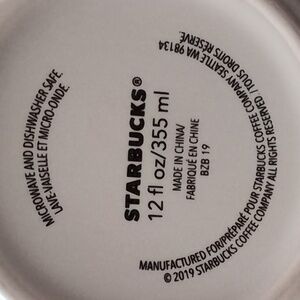 MICROWAVE AND DISHWASHER SAFE.
LAVE-VAISELLE ET MICRO-ONDE.
STARBUCKS®
12 fl oz/355 ml
MADE IN CHINA/
FABRIQUÉ EN CHINE
BZB 19
MANUFACTURED FOR/PRÉPARÉ POUR STARBUCKS COFFEE COMPANY SEATTLE WA 98134
© 2019 STARBUCKS COFFEE COMPANY ALL RIGHTS RESERVED / TOUS DROITS RÉSERVÉ.